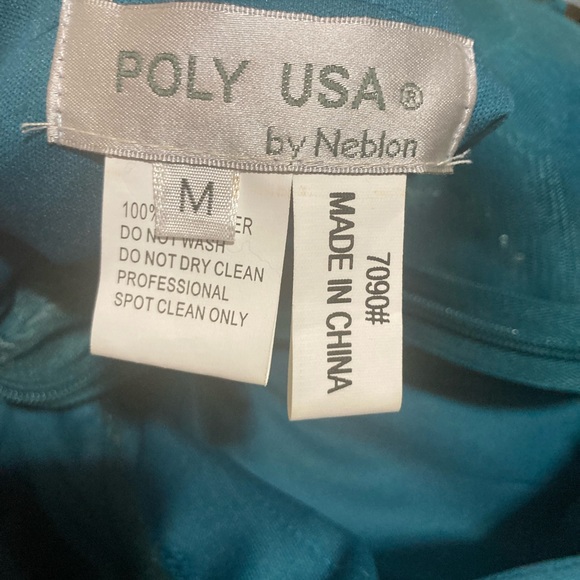 POLY USA ®
by Neblon
M
100% ER
DO NOT WASH
DO NOT DRY CLEAN
PROFESSIONAL
SPOT CLEAN ONLY
7090#
MADE IN CHINA